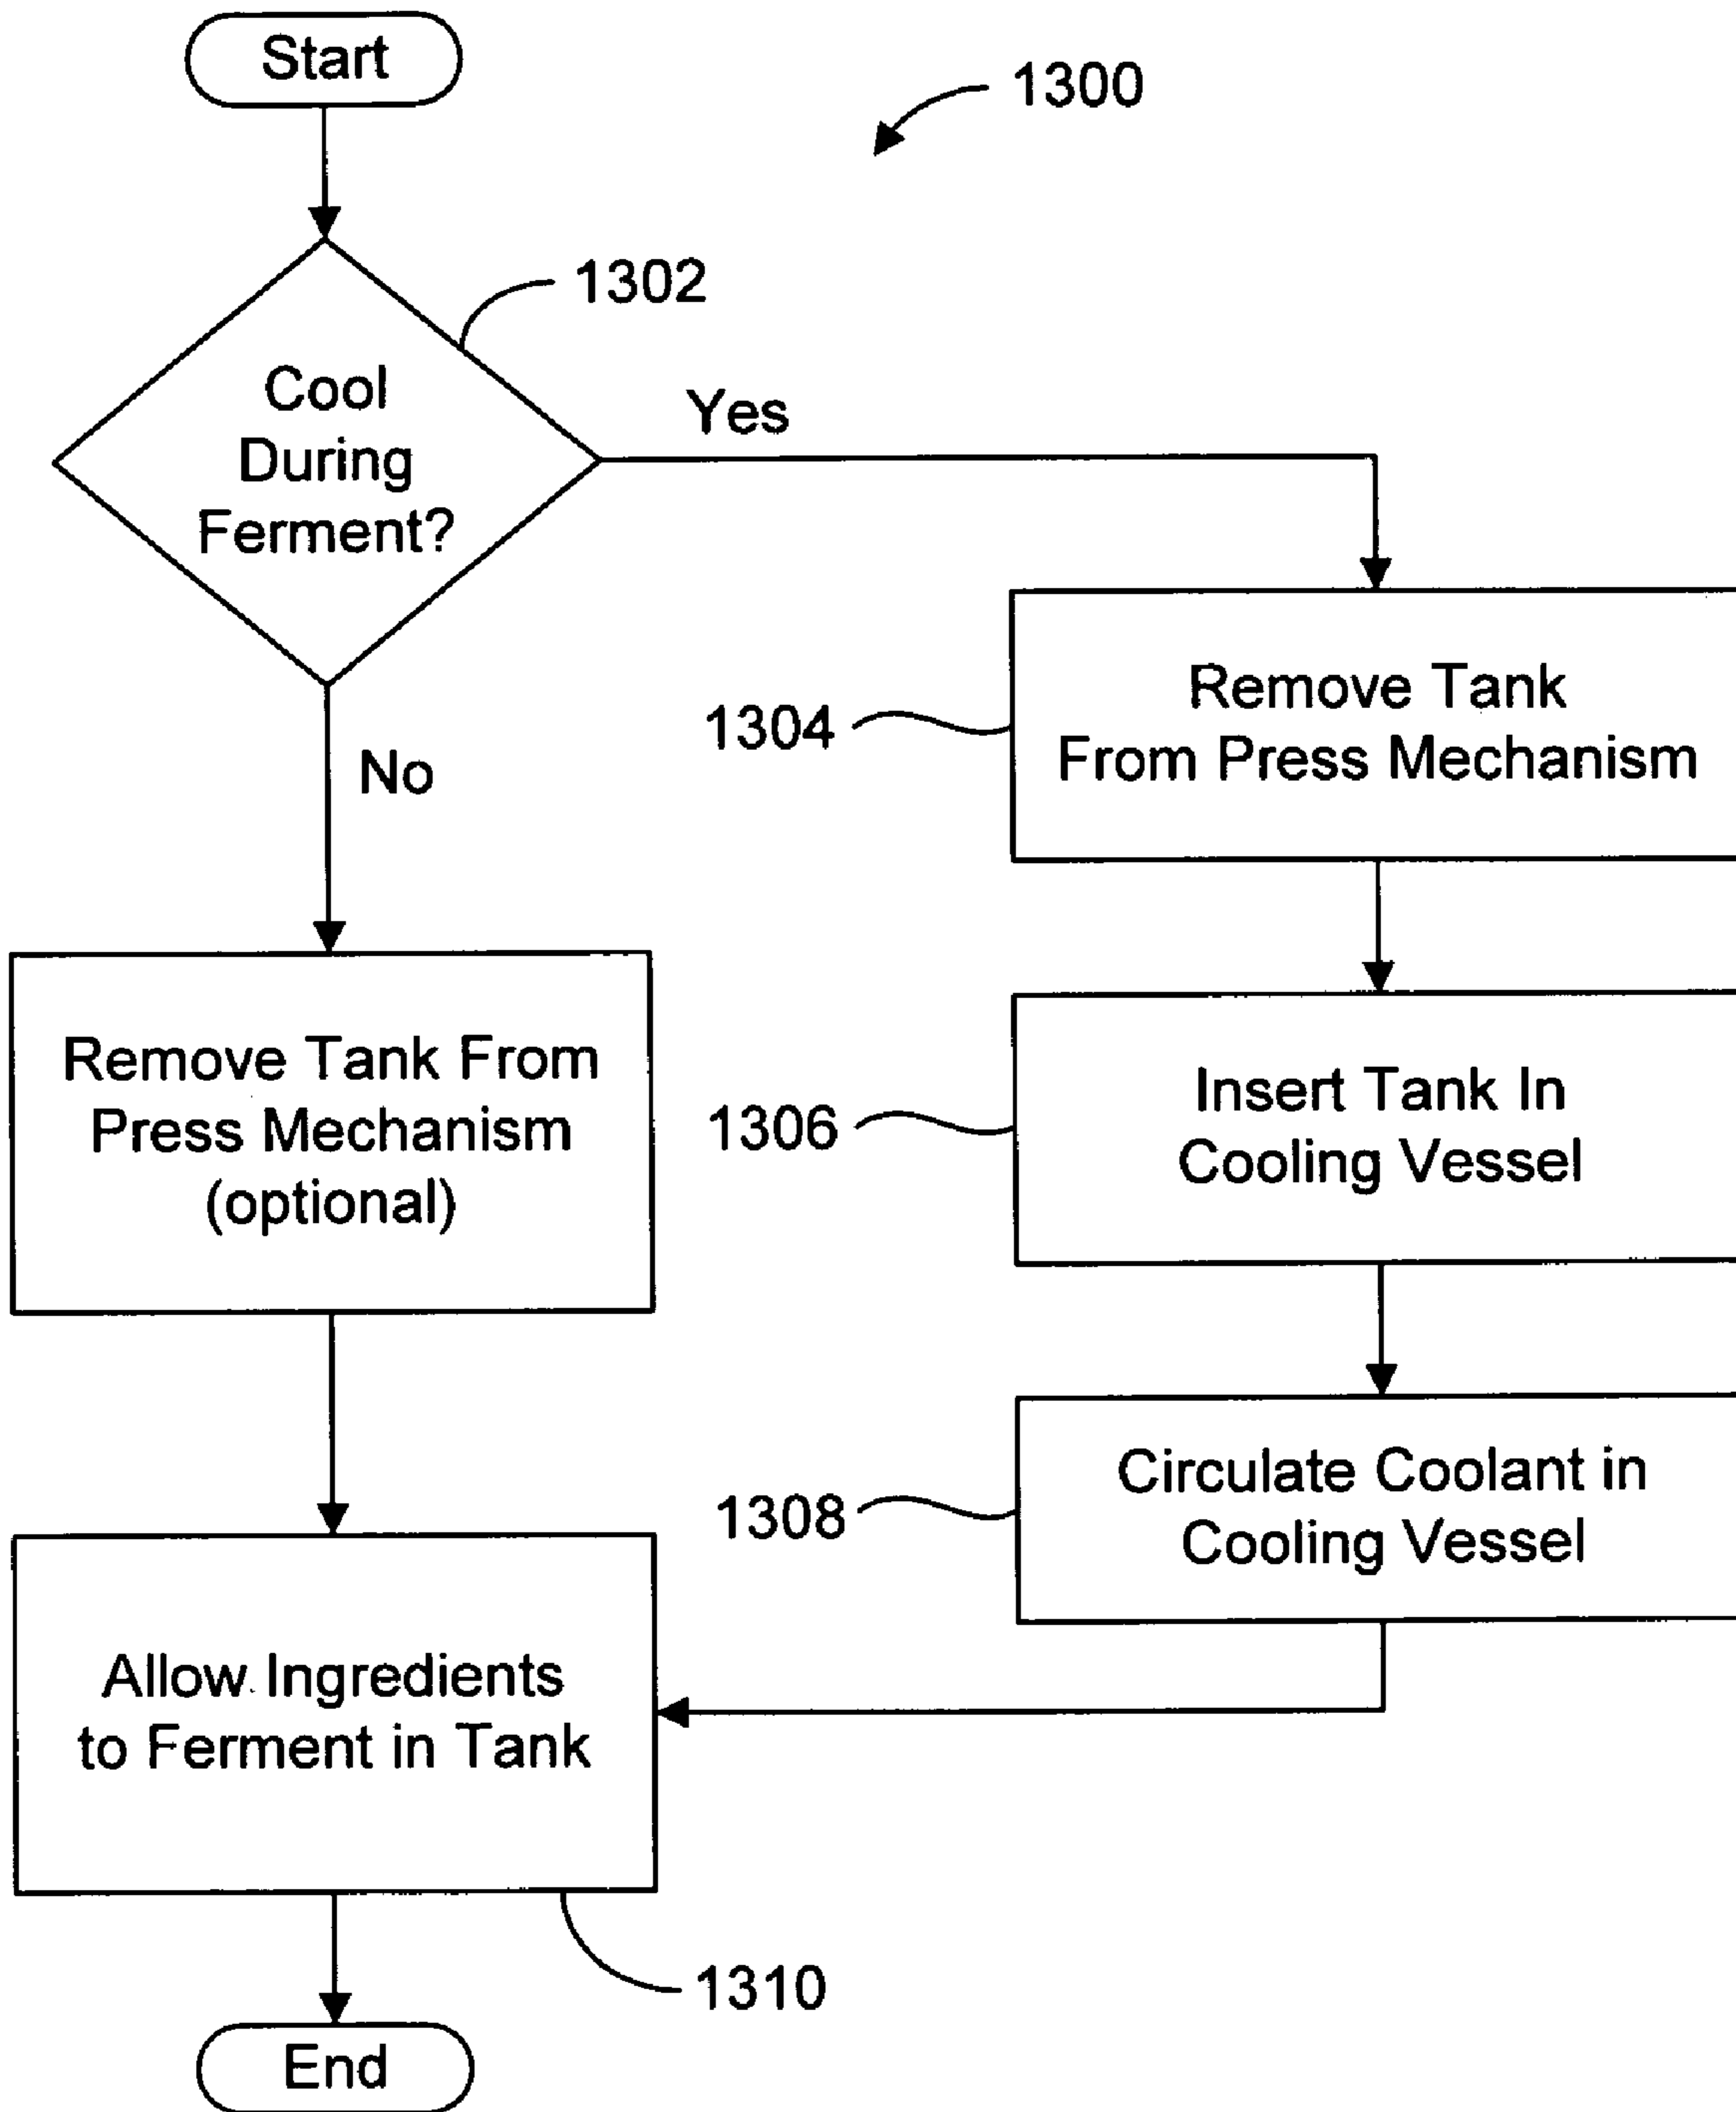 Start
1300
1302
Cool
During
Ferment?
Yes
No
1304
Remove Tank
From Press Mechanism
Remove Tank From
Press Mechanism
(optional)
1306
Insert Tank In
Cooling Vessel
1308
Circulate Coolant in
Cooling Vessel
Allow Ingredients
to Ferment in Tank
1310
End